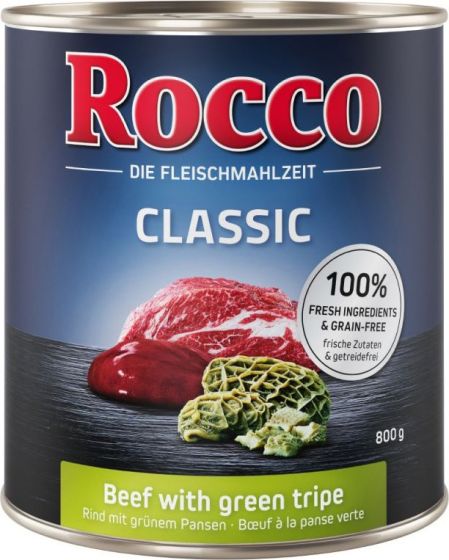 Rocco
DIE FLEISCHMAHLZEIT
CLASSIC
100%
FRESH INGREDIENTS
& GRAIN-FREE
frische Zutaten
& getreidefrei
800 g
Beef with green tripe
Rind mit grünem Pansen · Bœuf à la panse verte